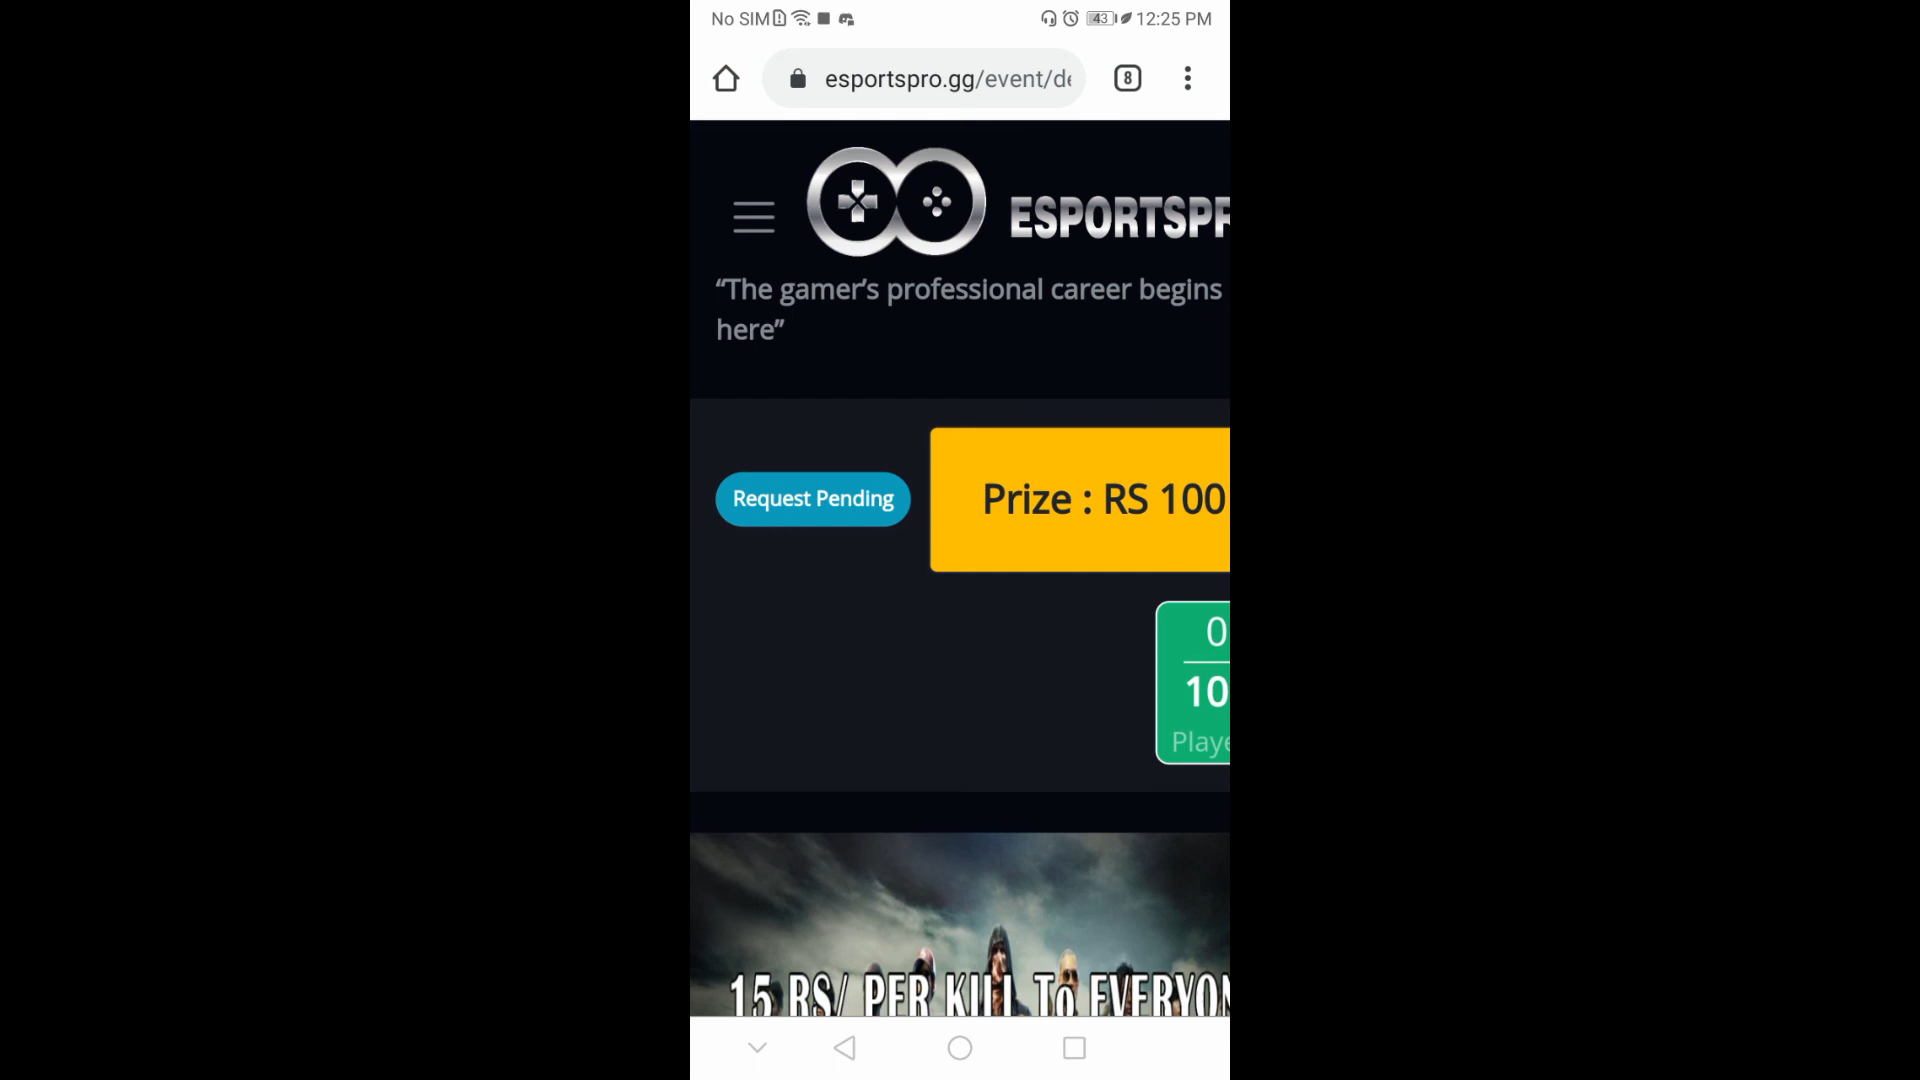 No SIM 43 12:25 PM
esportspro.gg/event/de
8
ESPORTSPR
“The gamer’s professional career begins
here”
Request Pending
Prize : RS 100
0
10
Playe
15 RS/ PER KILL To EVERYON